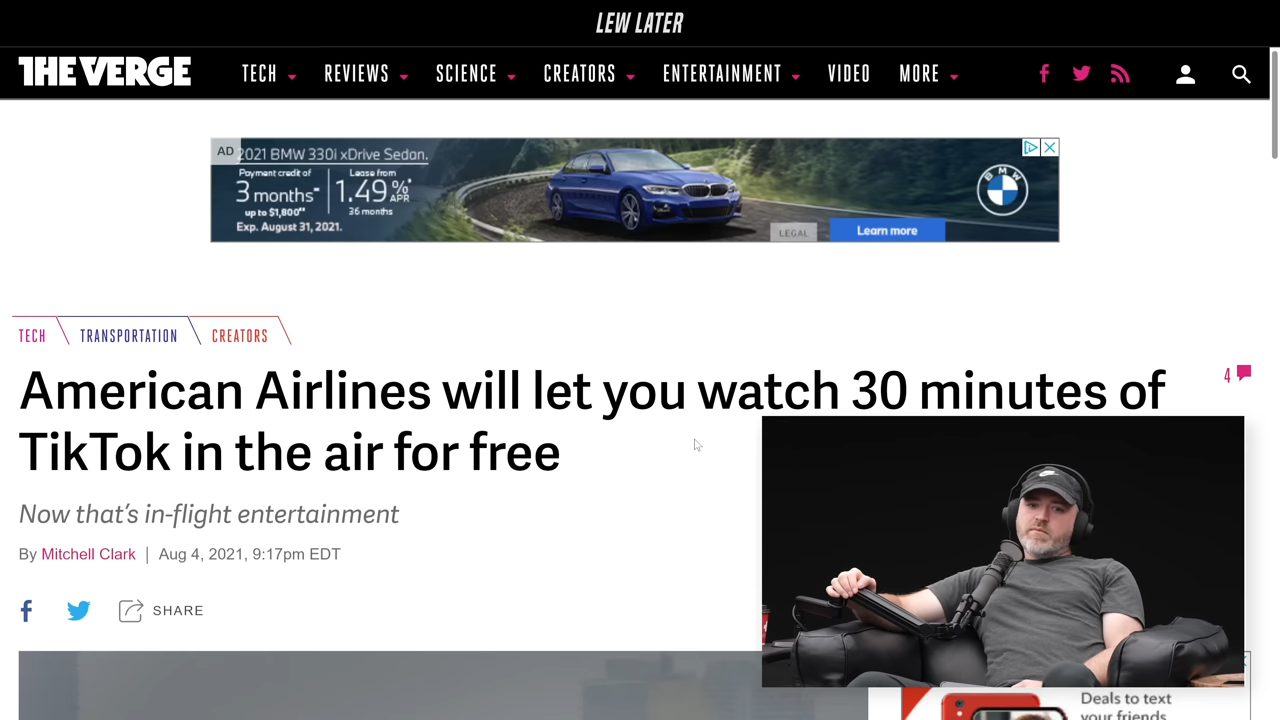 LEW LATER
THE VERGE
TECH REVIEWS SCIENCE CREATORS ENTERTAINMENT VIDEO MORE
AD
2021 BMW 330i xDrive Sedan.
Payment credit of
3 months**
up to $1,800**
Lease from
1.49%*
APR
36 months
Exp. August 31, 2021.
LEGAL
Learn more
BMW
TECH TRANSPORTATION CREATORS
American Airlines will let you watch 30 minutes of
TikTok in the air for free
4
Now that's in-flight entertainment
By Mitchell Clark | Aug 4, 2021, 9:17pm EDT
SHARE
Deals to text
your friends